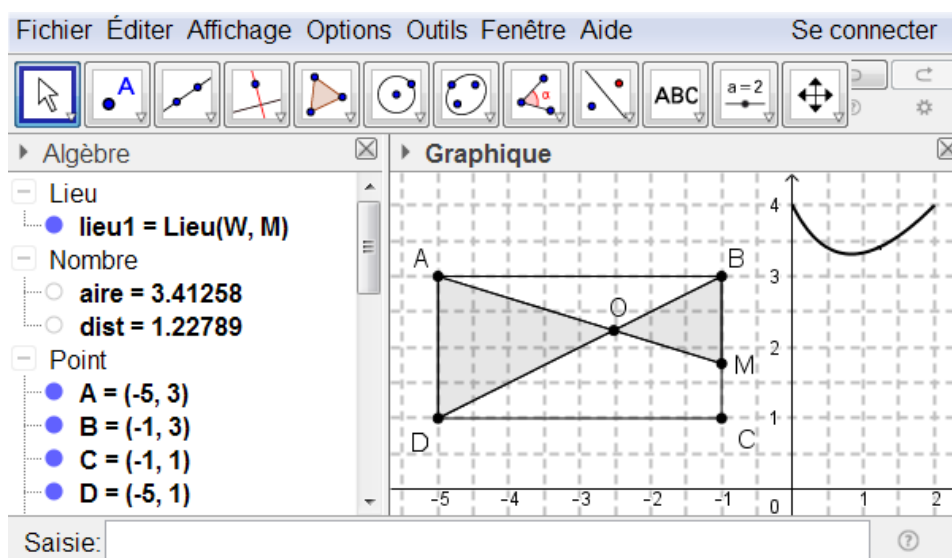 Fichier Éditer Affichage Options Outils Fenêtre Aide Se connecter
A α ABC a = 2
Algèbre
Lieu
lieu1 = Lieu(W, M)
Nombre
aire = 3.41258
dist = 1.22789
Point
A = (-5, 3)
B = (-1, 3)
C = (-1, 1)
D = (-5, 1)
Graphique
4
A B 3
O
2
M
1
D C
-5 -4 -3 -2 -1 0 1 2
Saisie: